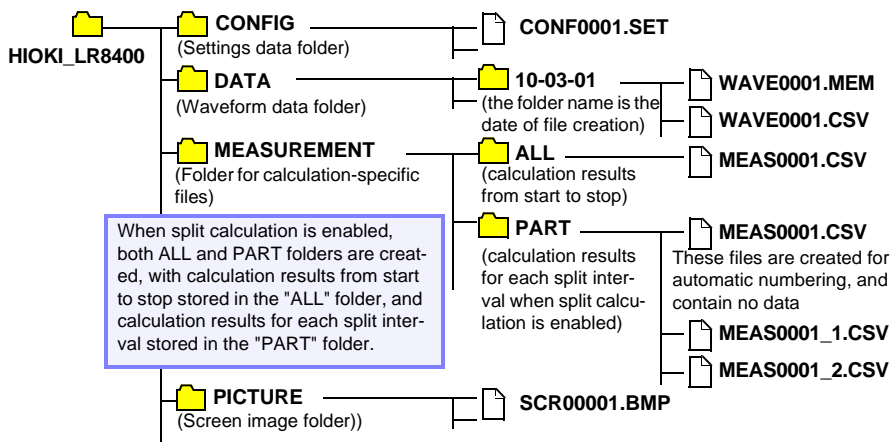 HIOKI_LR8400
CONFIG
(Settings data folder)
CONF0001.SET
DATA
(Waveform data folder)
10-03-01
(the folder name is the
date of file creation)
WAVE0001.MEM
WAVE0001.CSV
MEASUREMENT
(Folder for calculation-specific
files)
ALL
(calculation results
from start to stop)
MEAS0001.CSV
PART
(calculation results
for each split inter-
val when split calcu-
lation is enabled)
MEAS0001.CSV
These files are created for
automatic numbering, and
contain no data
MEAS0001_1.CSV
MEAS0001_2.CSV
When split calculation is enabled,
both ALL and PART folders are creat-
ed, with calculation results from start
to stop stored in the "ALL" folder, and
calculation results for each split inter-
val stored in the "PART" folder.
PICTURE
(Screen image folder))
SCR00001.BMP